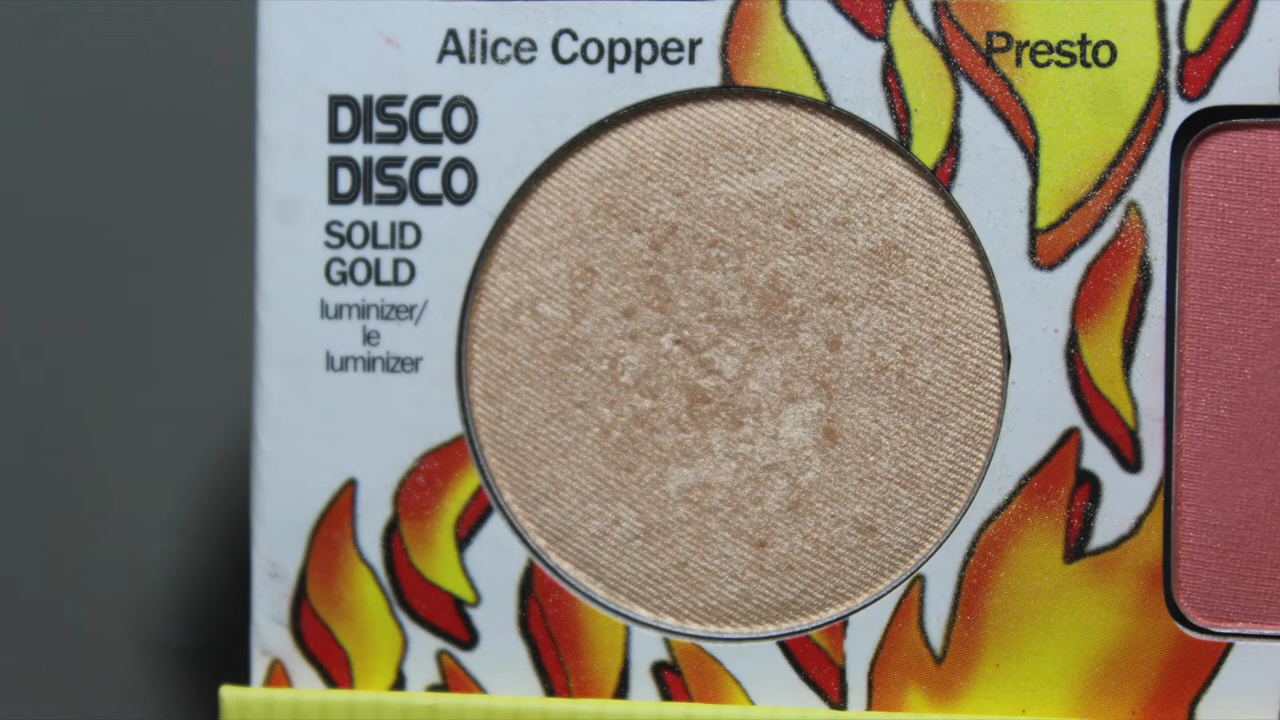 Alice Copper
Presto
DISCO
DISCO
SOLID
GOLD
luminizer/
le
luminizer